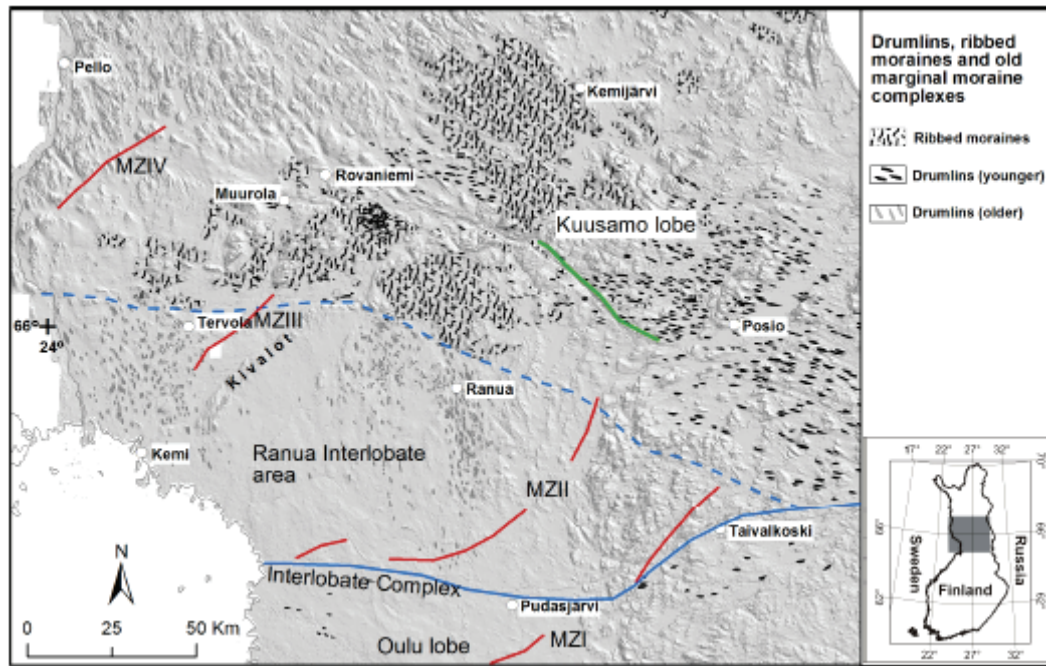 Pello
Kemijärvi
MZIV
Rovaniemi
Muurola
Kuusamo lobe
66°
24°
Tervola
MZIII
Kivalot
Posio
Ranua
Kemi
Ranua Interlobate
area
MZII
Taivalkoski
Interlobate Complex
Pudasjärvi
N
0 25 50 Km
Oulu lobe
MZI
Drumlins, ribbed
moraines and old
marginal moraine
complexes
Ribbed moraines
Drumlins (younger)
Drumlins (older)
17° 22° 27° 32°
66°
62°
Sweden
Finland
Russia
22° 27° 32°